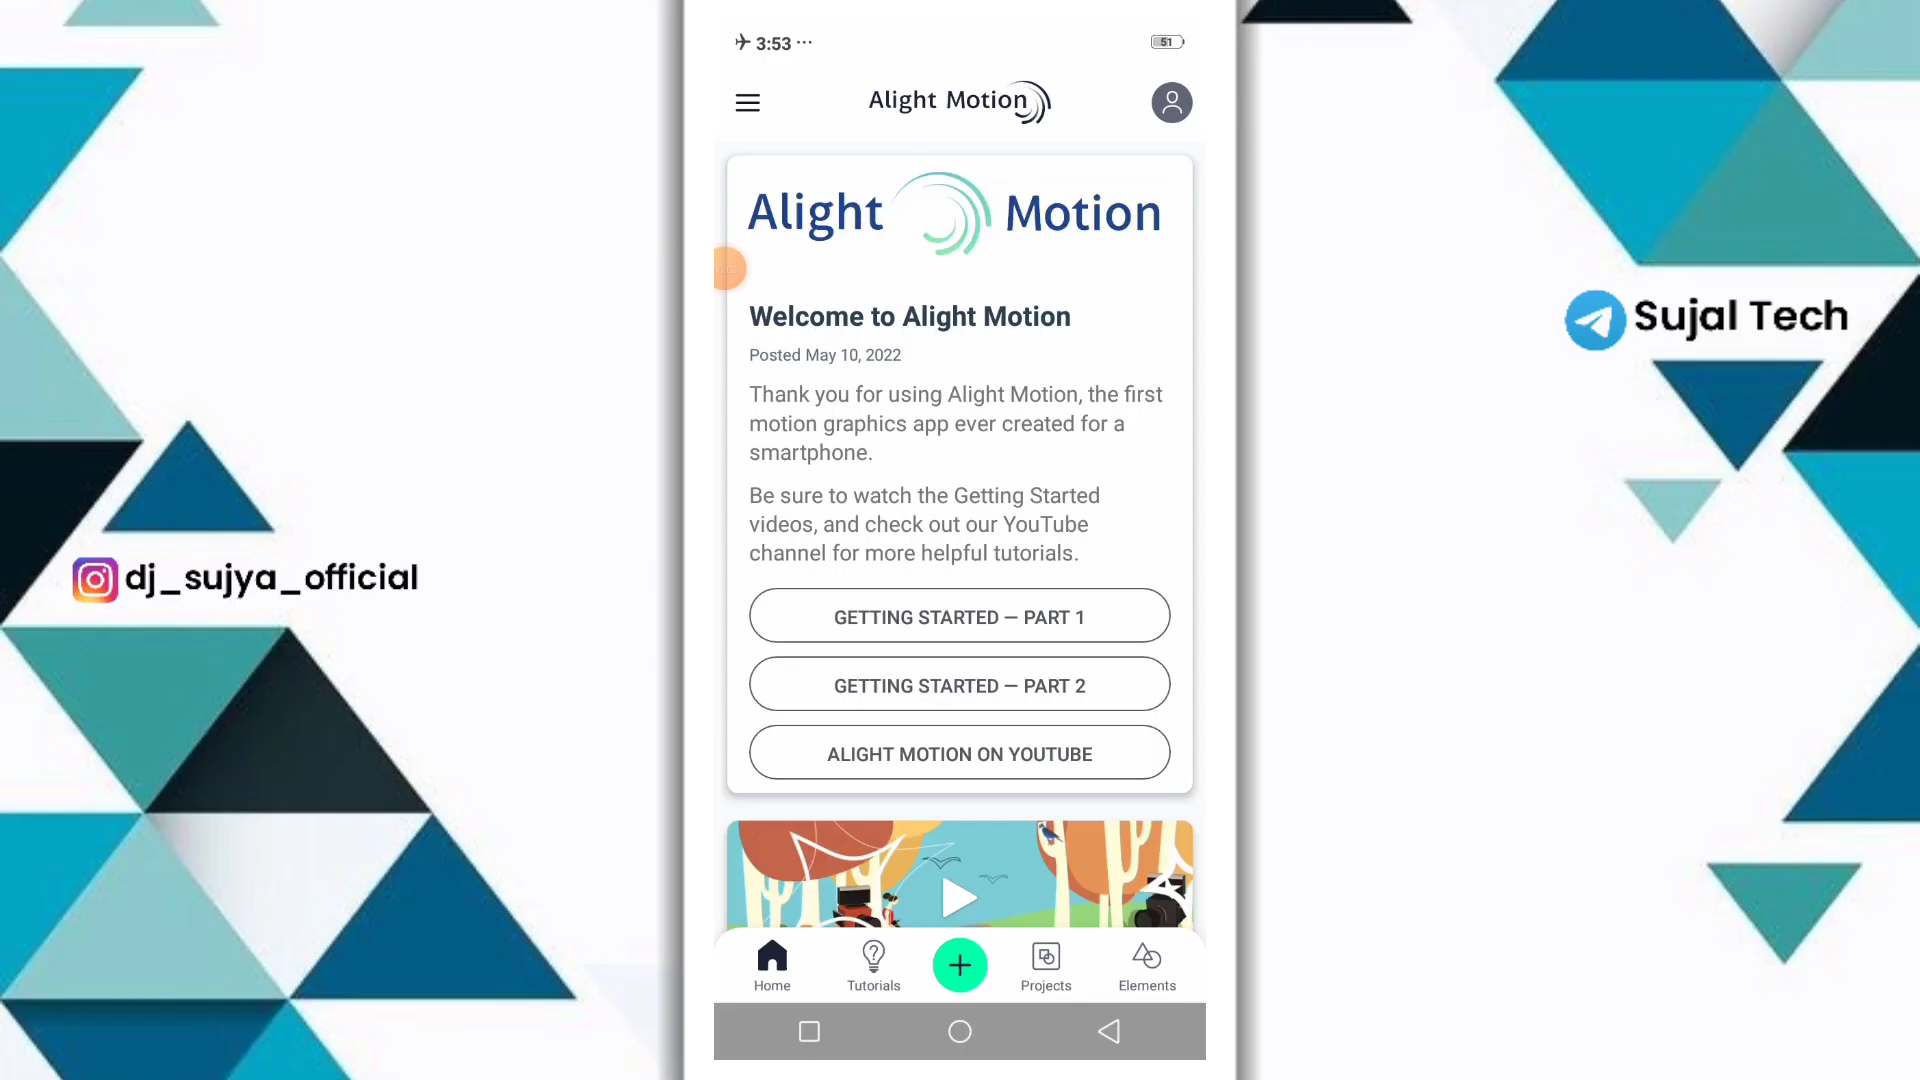 3:53 ...
51
Alight Motion
Alight Motion
Welcome to Alight Motion
Posted May 10, 2022
Thank you for using Alight Motion, the first
motion graphics app ever created for a
smartphone.
Be sure to watch the Getting Started
videos, and check out our YouTube
channel for more helpful tutorials.
GETTING STARTED — PART 1
GETTING STARTED — PART 2
ALIGHT MOTION ON YOUTUBE
Home
Tutorials
Projects
Elements
dj_sujya_official
Sujal Tech